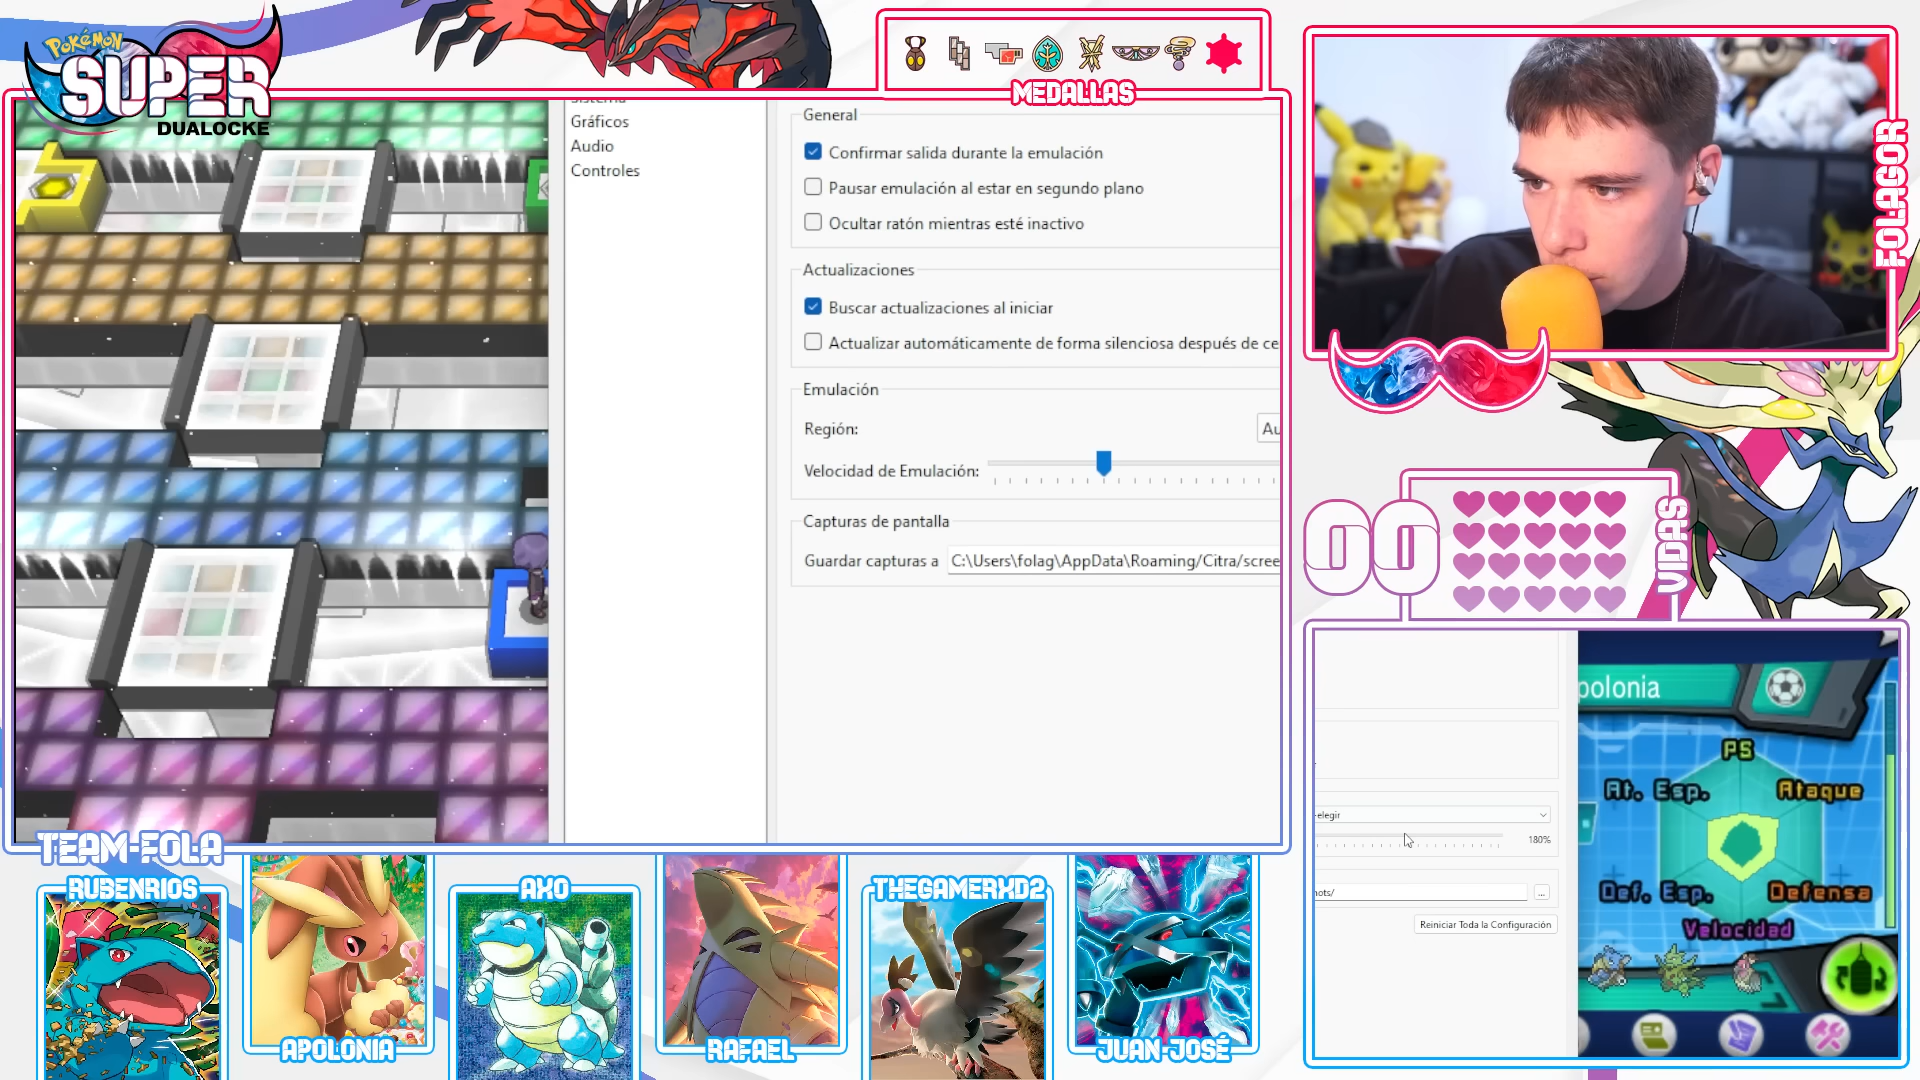 POKÉMON
SUPER
DUALOCKE
MEDALLAS
Gráficos
Audio
Controles
General
Confirmar salida durante la emulación
Pausar emulación al estar en segundo plano
Ocultar ratón mientras esté inactivo
Actualizaciones
Buscar actualizaciones al iniciar
Actualizar automáticamente de forma silenciosa después de ce
Emulación
Región:
Au
Velocidad de Emulación:
Capturas de pantalla
Guardar capturas a
C:\Users\folag\AppData\Roaming/Citra/scree
FOLAGOR
00
VIDAS
elegir
180%
ots/
...
Reiniciar Toda la Configuración
polonia
PS
At. Esp.
Ataque
Def. Esp.
Defensa
Velocidad
TEAM-FOLA
RUBENRIOS
APOLONIA
AXO
RAFAEL
THEGAMERXD2
JUAN JOSÉ